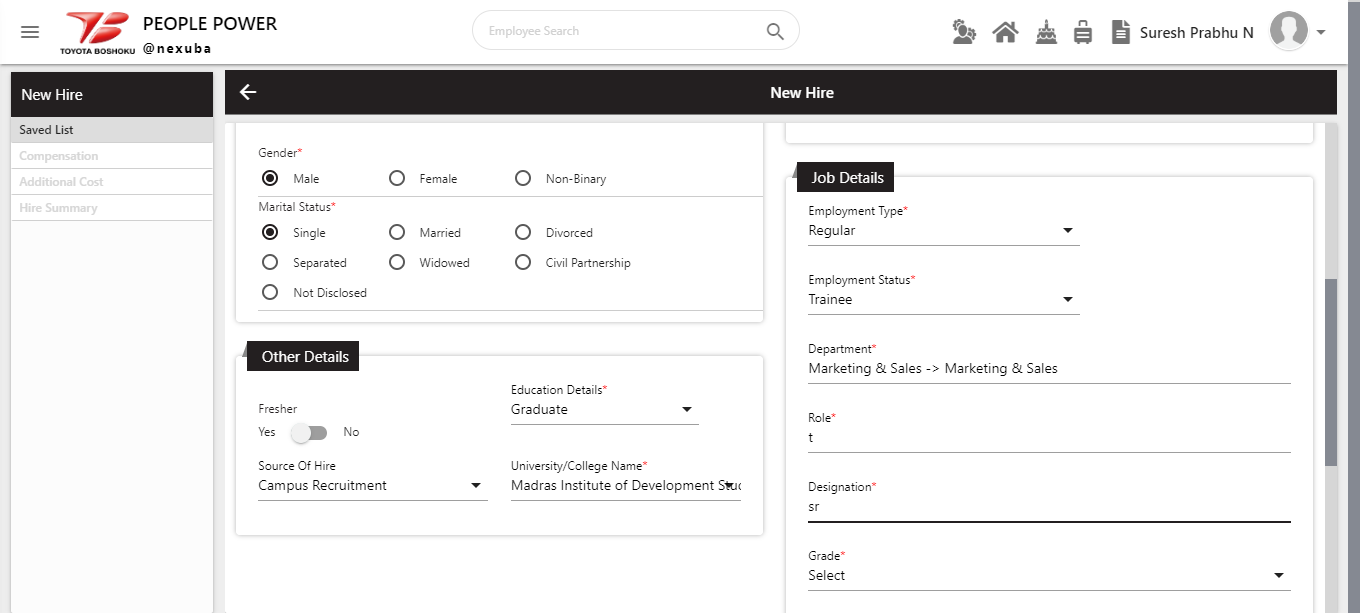 PEOPLE POWER
TOYOTA BOSHOKU
@nexuba
Employee Search
Suresh Prabhu N
New Hire
Saved List
Compensation
Additional Cost
Hire Summary
New Hire
Gender*
Male Female Non-Binary
Marital Status*
Single Married Divorced
Separated Widowed Civil Partnership
Not Disclosed
Other Details
Fresher
Yes No
Education Details*
Graduate
Source Of Hire
Campus Recruitment
University/College Name*
Madras Institute of Development
Job Details
Employment Type*
Regular
Employment Status*
Trainee
Department*
Marketing & Sales -> Marketing & Sales
Role*
t
Designation*
sr
Grade*
Select